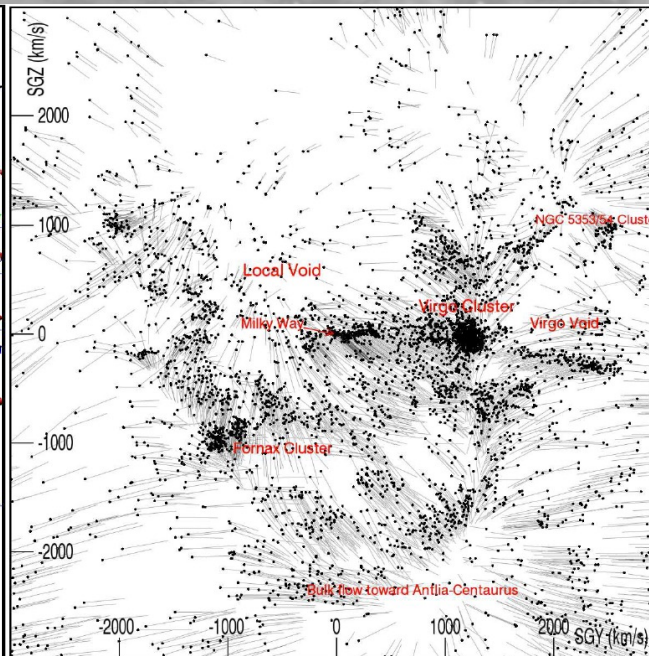 SGZ (km/s)
2000
1000
NGC 5353/54 Cluste
Local Void
Virgo Cluster
Milky Way
Virgo Void
0
-1000
Fornax Cluster
-2000
Bulk flow toward Antlia-Centaurus
-2000 -1000 0 1000 2000 SGY (km/s)